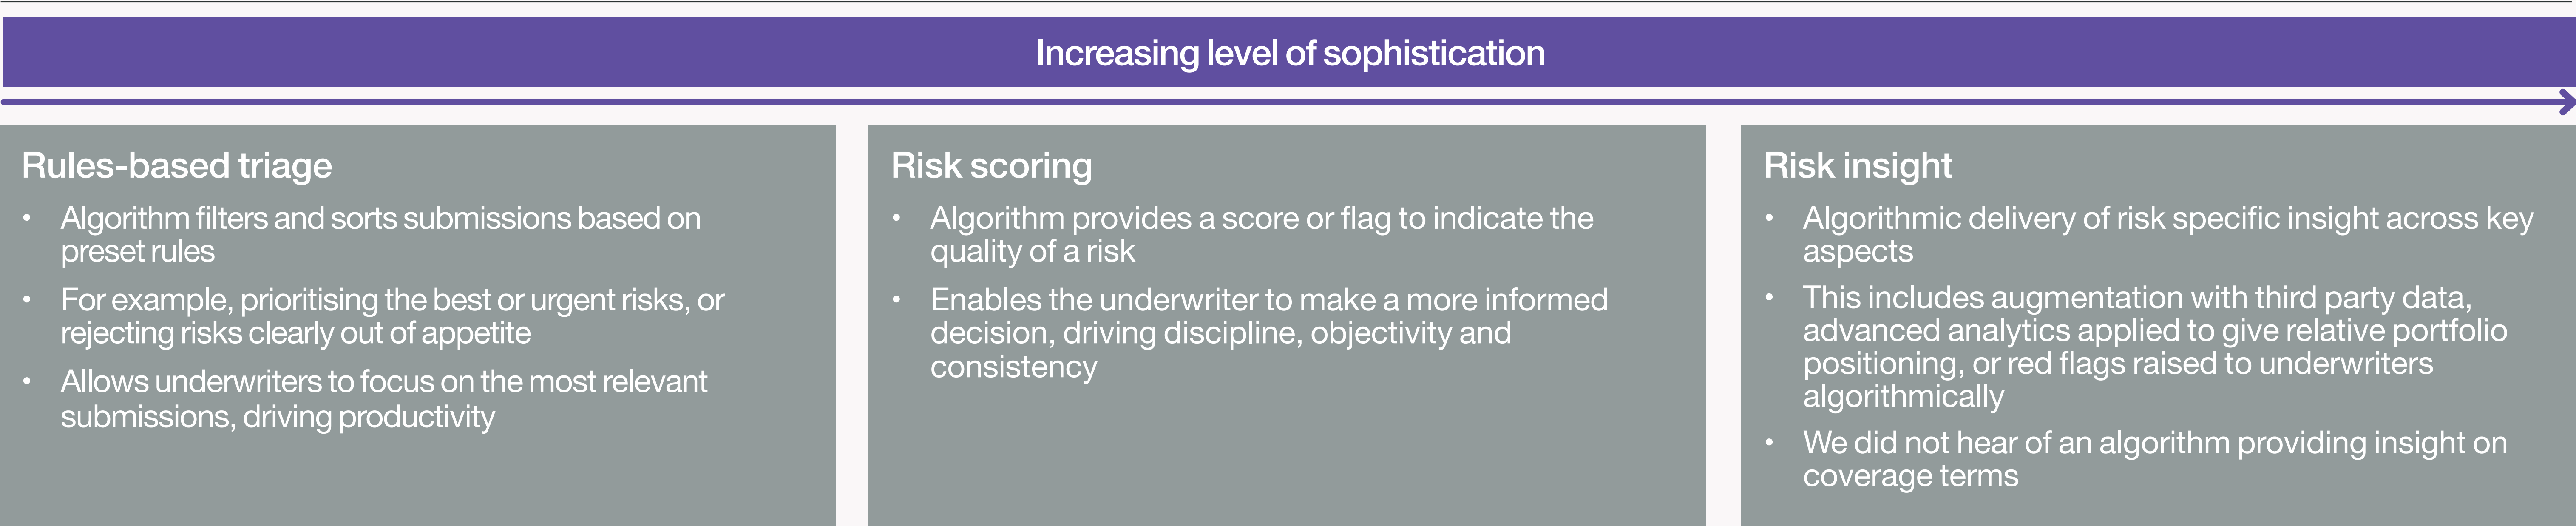 Increasing level of sophistication
Rules-based triage
• Algorithm filters and sorts submissions based on
preset rules
• For example, prioritising the best or urgent risks, or
rejecting risks clearly out of appetite
• Allows underwriters to focus on the most relevant
submissions, driving productivity
Risk scoring
• Algorithm provides a score or flag to indicate the
quality of a risk
• Enables the underwriter to make a more informed
decision, driving discipline, objectivity and
consistency
Risk insight
• Algorithmic delivery of risk specific insight across key
aspects
• This includes augmentation with third party data,
advanced analytics applied to give relative portfolio
positioning, or red flags raised to underwriters
algorithmically
• We did not hear of an algorithm providing insight on
coverage terms